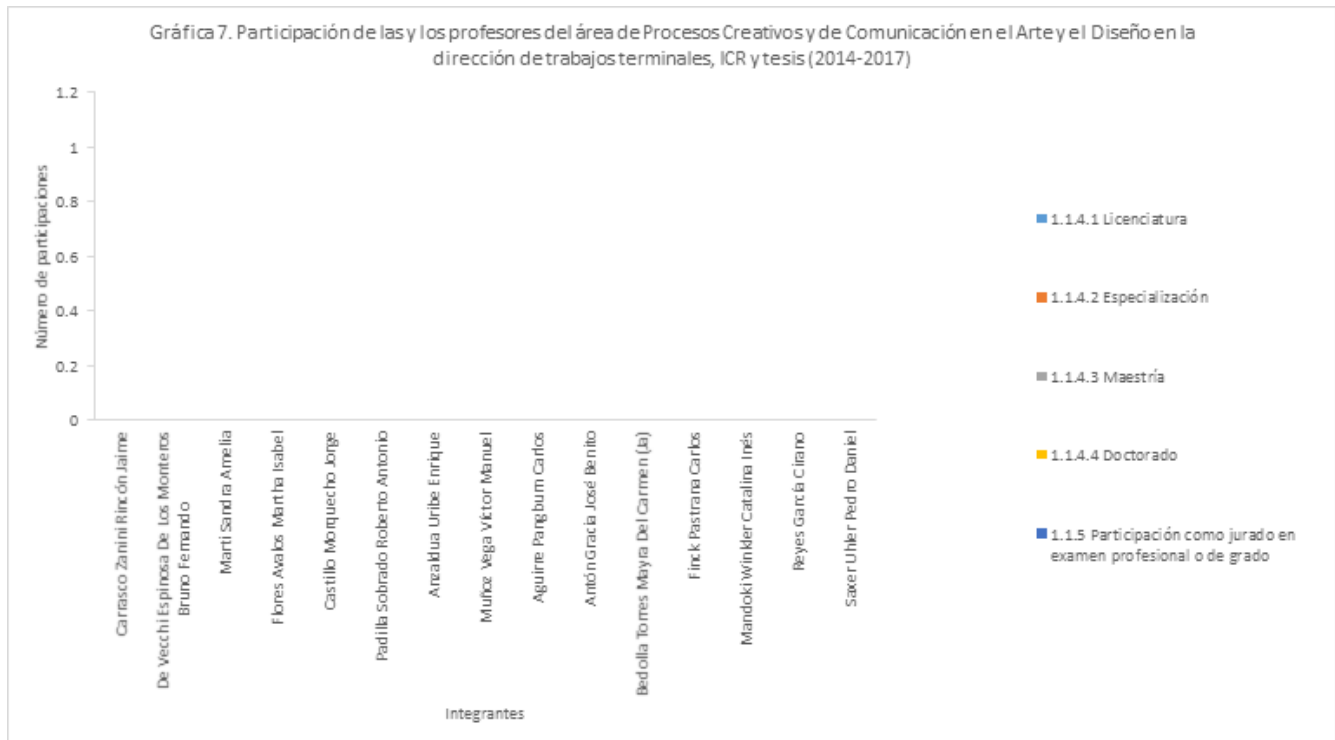 Gráfica 7. Participación de las y los profesores del área de Procesos Creativos y de Comunicación en el Arte y el Diseño en la
dirección de trabajos terminales, ICR y tesis (2014-2017)
Número de participaciones
1.2
1
0.8
0.6
0.4
0.2
0
Carrasco Zanini Rincón Jaime
De Vecchi Espinosa De Los Monteros
Bruno Fernando
Marti Sandra Amelia
Flores Avalos Martha Isabel
Castillo Morquecho Jorge
Padilla Sobrado Roberto Antonio
Anzaldua Uribe Enrique
Muñoz Vega Víctor Manuel
Aguirre Pangburn Carlos
Antón Gracia José Benito
Bedolla Torres Mayra Del Carmen (Ja)
Finck Pastrana Carlos
Mandoki Winkler Catalina Inés
Reyes García Cirano
Saxer Uhler Pedro Daniel
Integrantes
1.1.4.1 Licenciatura
1.1.4.2 Especialización
1.1.4.3 Maestría
1.1.4.4 Doctorado
1.1.5 Participación como jurado en
examen profesional o de grado